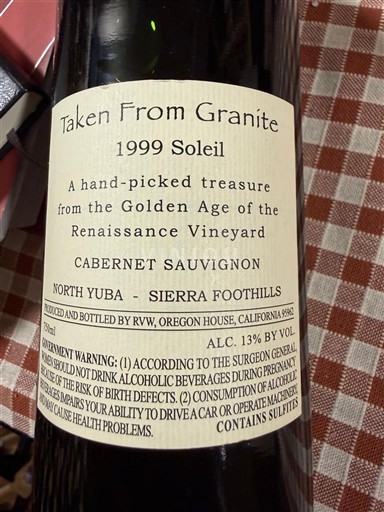 Taken From Granite
1999 Soleil
A hand-picked treasure
from the Golden Age of the
Renaissance Vineyard
CABERNET SAUVIGNON
NORTH YUBA - SIERRA FOOTHILLS
PRODUCED AND BOTTLED BY RVW, OREGON HOUSE, CALIFORNIA 95962
750ml
ALC. 13% BY VOL.
GOVERNMENT WARNING: (1) ACCORDING TO THE SURGEON GENERAL,
WOMEN SHOULD NOT DRINK ALCOHOLIC BEVERAGES DURING PREGNANCY
BECAUSE OF THE RISK OF BIRTH DEFECTS. (2) CONSUMPTION OF ALCOHOLIC
BEVERAGES IMPAIRS YOUR ABILITY TO DRIVE A CAR OR OPERATE MACHINERY,
AND MAY CAUSE HEALTH PROBLEMS.
CONTAINS SULFITES